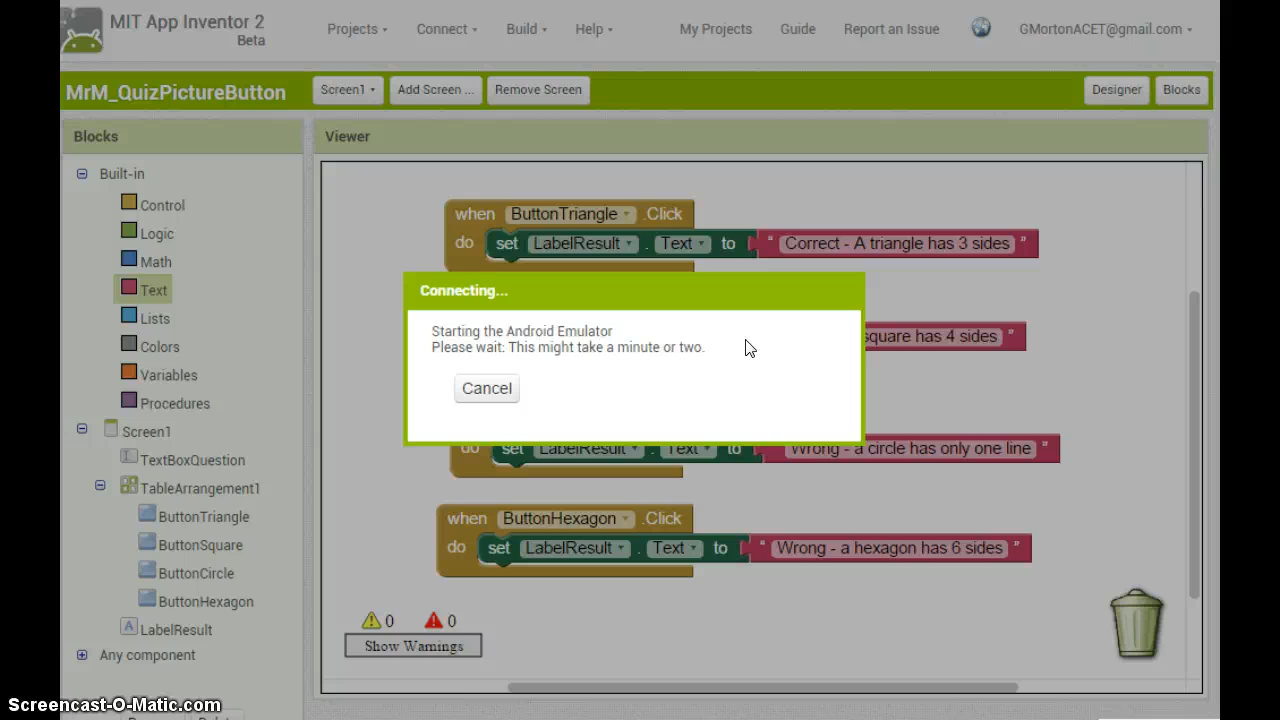 MIT App Inventor 2
Beta
Projects Connect Build Help My Projects Guide Report an Issue GMortonACET@gmail.com
MrM_QuizPictureButton Screen1 Add Screen ... Remove Screen Designer Blocks
Blocks Viewer
Built-in
Control
Logic
Math
Text
Lists
Colors
Variables
Procedures
Screen1
TextBoxQuestion
TableArrangement1
ButtonTriangle
ButtonSquare
ButtonCircle
ButtonHexagon
LabelResult
Any component
when ButtonTriangle .Click
do set LabelResult . Text to " Correct - A triangle has 3 sides "
Connecting...
Starting the Android Emulator
Please wait: This might take a minute or two.
Cancel
square has 4 sides "
do set LabelResult . Text to Wrong - a circle has only one line "
when ButtonHexagon .Click
do set LabelResult . Text to " Wrong - a hexagon has 6 sides "
0 0
Show Warnings
Screencast-O-Matic.com